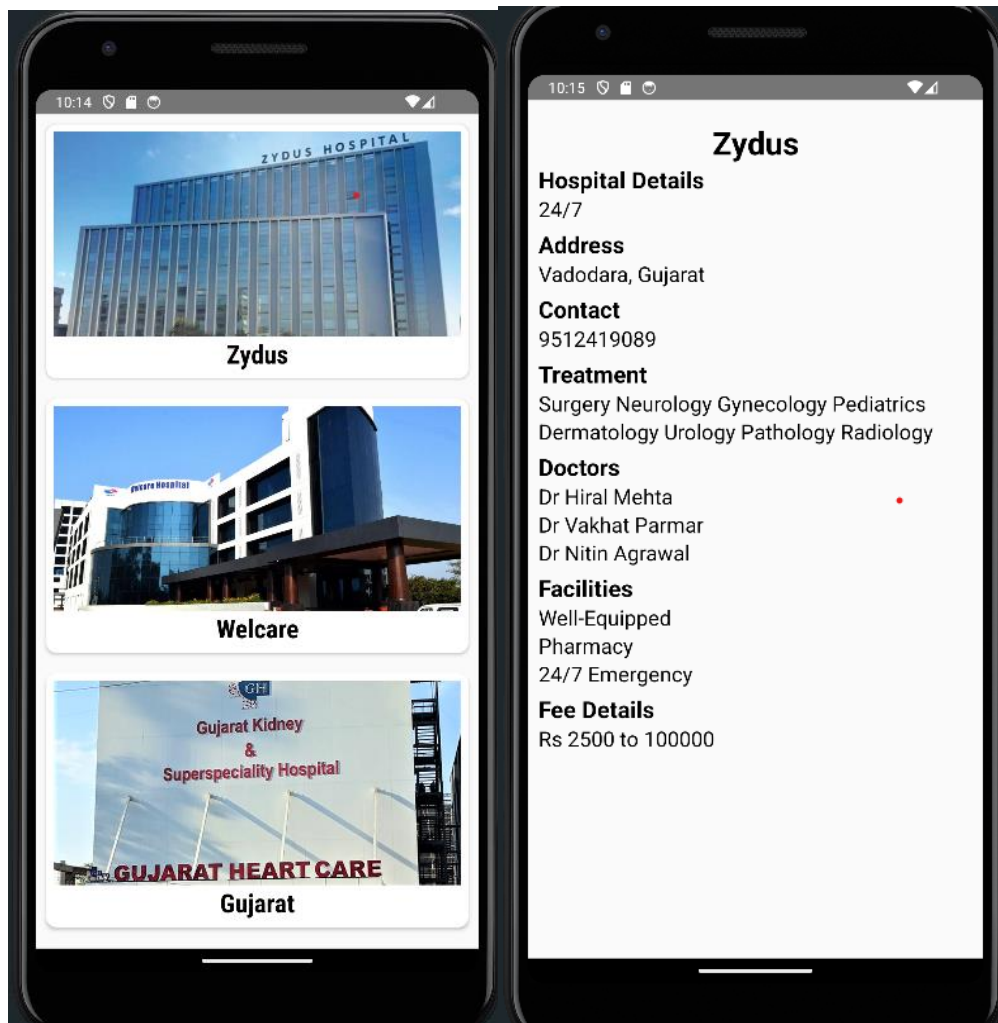 10:14
ZYDUS HOSPITAL
Zydus
Welcare Hospital
Welcare
GH
Gujarat Kidney
&
Superspeciality Hospital
GUJARAT HEART CARE
Gujarat
10:15
Zydus
Hospital Details
24/7
Address
Vadodara, Gujarat
Contact
9512419089
Treatment
Surgery Neurology Gynecology Pediatrics
Dermatology Urology Pathology Radiology
Doctors
Dr Hiral Mehta
Dr Vakhat Parmar
Dr Nitin Agrawal
Facilities
Well-Equipped
Pharmacy
24/7 Emergency
Fee Details
Rs 2500 to 100000